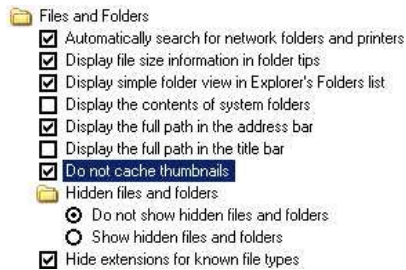 Files and Folders
Automatically search for network folders and printers
Display file size information in folder tips
Display simple folder view in Explorer's Folders list
Display the contents of system folders
Display the full path in the address bar
Display the full path in the title bar
Do not cache thumbnails
Hidden files and folders
Do not show hidden files and folders
Show hidden files and folders
Hide extensions for known file types